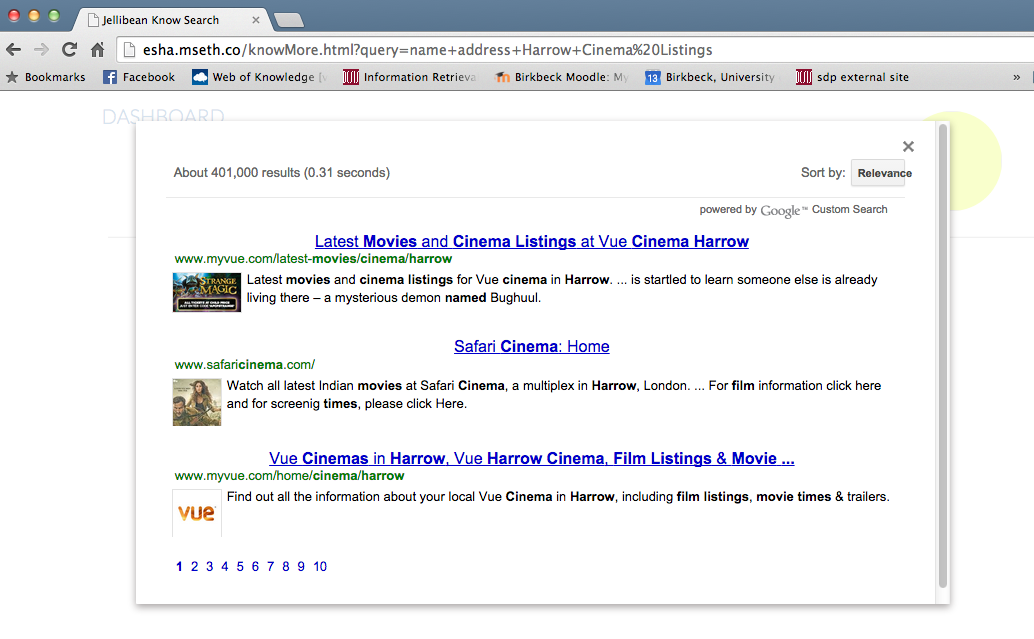 Jellibean Know Search
esha.mseth.co/knowMore.html?query=name+address+Harrow+Cinema%20Listings
Bookmarks Facebook Web of Knowledge [v Information Retrieva Birkbeck Moodle: My 13 Birkbeck, University sdp external site »
DASHBOARD
About 401,000 results (0.31 seconds) Sort by: Relevance
powered by Google™ Custom Search
Latest Movies and Cinema Listings at Vue Cinema Harrow
www.myvue.com/latest-movies/cinema/harrow
STRANGE MAGIC
Latest movies and cinema listings for Vue cinema in Harrow. ... is startled to learn someone else is already
living there – a mysterious demon named Bughuul.
Safari Cinema: Home
www.safaricinema.com/
Watch all latest Indian movies at Safari Cinema, a multiplex in Harrow, London. ... For film information click here
and for screenig times, please click Here.
Vue Cinemas in Harrow, Vue Harrow Cinema, Film Listings & Movie ...
www.myvue.com/home/cinema/harrow
vue
Find out all the information about your local Vue Cinema in Harrow, including film listings, movie times & trailers.
1 2 3 4 5 6 7 8 9 10